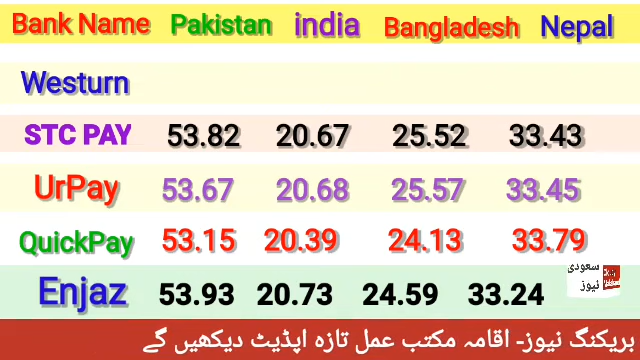 Bank Name Pakistan india Bangladesh Nepal
Westurn
STC PAY 53.82 20.67 25.52 33.43
UrPay 53.67 20.68 25.57 33.45
QuickPay 53.15 20.39 24.13 33.79
Enjaz 53.93 20.73 24.59 33.24
سعودی
نیوز
بریکنگ نیوز- اقامہ مکتب عمل تازہ اپڈیٹ دیکھیں گے